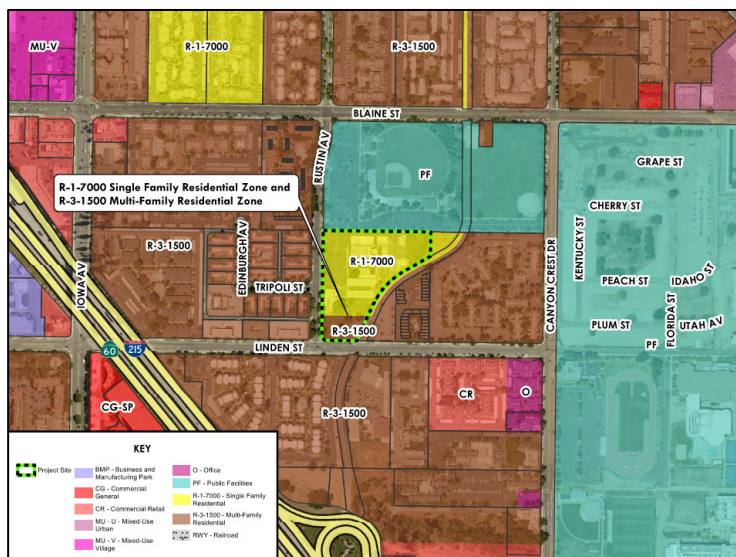 MU-V
R-1-7000
R-3-1500
BLAINE ST
RUSTIN AV
GRAPE ST
PF
R-1-7000 Single Family Residential Zone and
R-3-1500 Multi-Family Residential Zone
CHERRY ST
KENTUCKY ST
CANYON CREST DR
EDINBURGH AV
R-3-1500
R-1-7000
IOWA AV
TRIPOLI ST
PEACH ST
IDAHO ST
FLORIDA ST
R-3-1500
PLUM ST
UTAH AV
PF
LINDEN ST
60
215
CG-SP
R-3-1500
CR
O
KEY
Project Site
BMP - Business and
Manufacturing Park
CG - Commercial
General
CR - Commercial Retail
MU - U - Mixed-Use
Urban
MU - V - Mixed-Use
Village
O - Office
PF - Public Facilities
R-1-7000 - Single Family
Residential
R-3-1500 - Multi-Family
Residential
RWY - Railroad